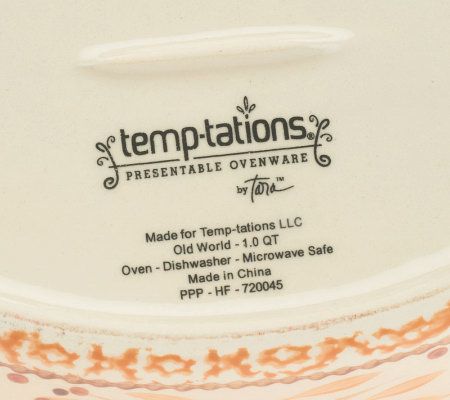 temp-tations®
PRESENTABLE OVENWARE
by Tara™
Made for Temp-tations LLC
Old World - 1.0 QT
Oven - Dishwasher - Microwave Safe
Made in China
PPP - HF - 720045